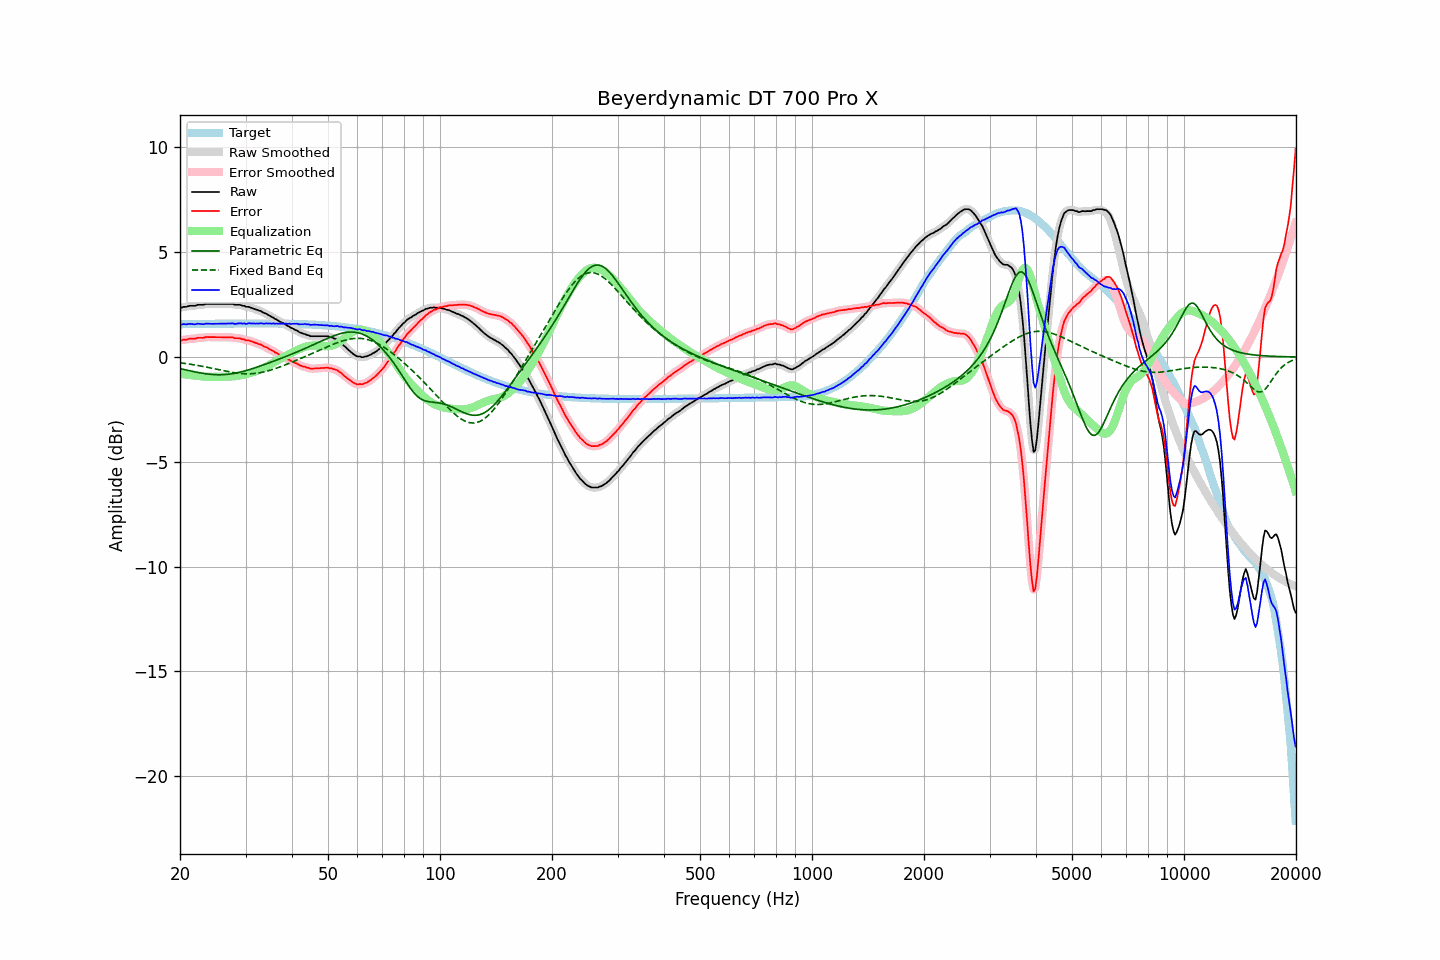 Beyerdynamic DT 700 Pro X
Target
Raw Smoothed
Error Smoothed
Raw
Error
Equalization
Parametric Eq
Fixed Band Eq
Equalized
Amplitude (dBr)
10
5
0
−5
−10
−15
−20
20 50 100 200 500 1000 2000 5000 10000 20000
Frequency (Hz)